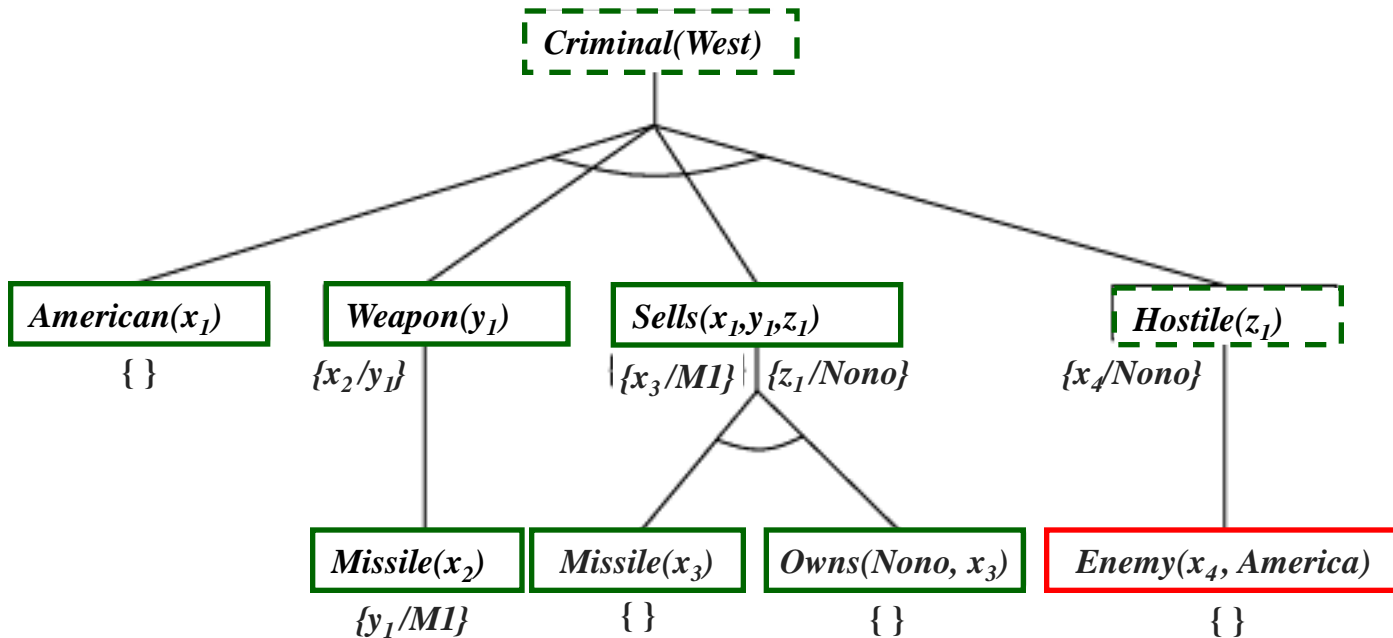 Criminal(West)
American(x₁)
Weapon(y₁)
Sells(x₁,y₁,z₁)
Hostile(z₁)
{ }
{x₂/y₁}
{x₃/M1}
{z₁/Nono}
{x₄/Nono}
Missile(x₂)
Missile(x₃)
Owns(Nono, x₃)
Enemy(x₄, America)
{y₁/M1}
{ }
{ }
{ }